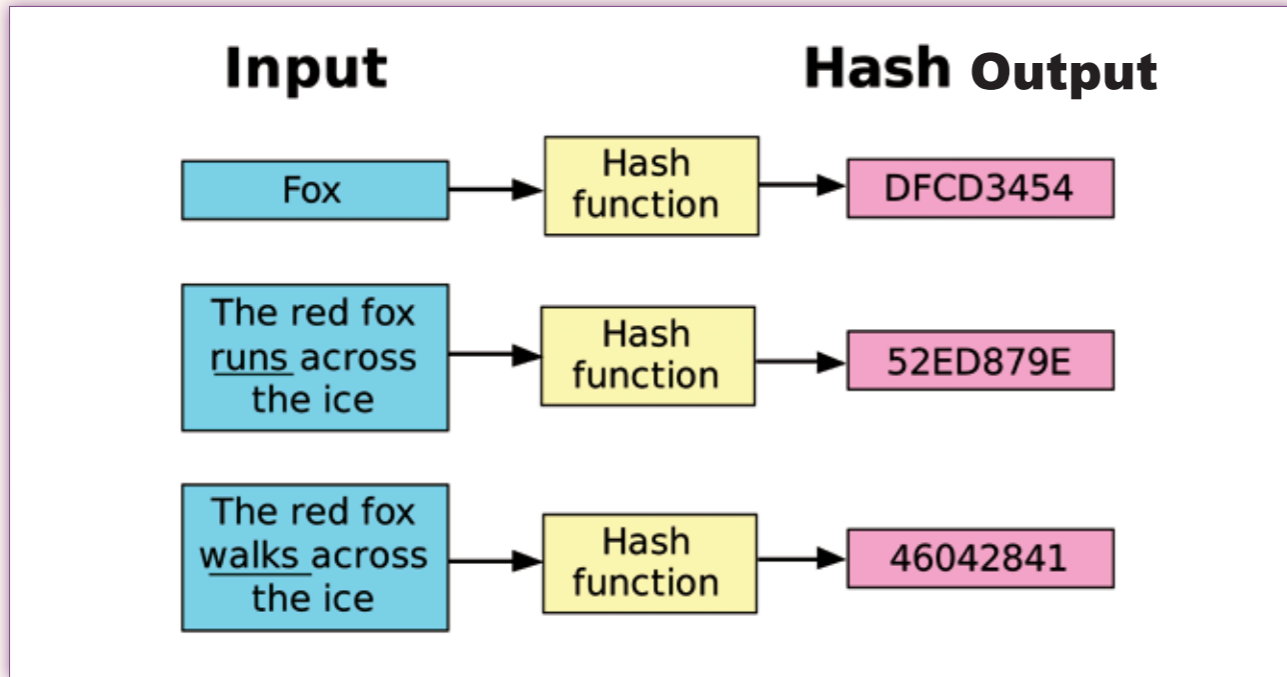 Input
Hash Output
Fox
Hash
function
DFCD3454
The red fox
runs across
the ice
Hash
function
52ED879E
The red fox
walks across
the ice
Hash
function
46042841